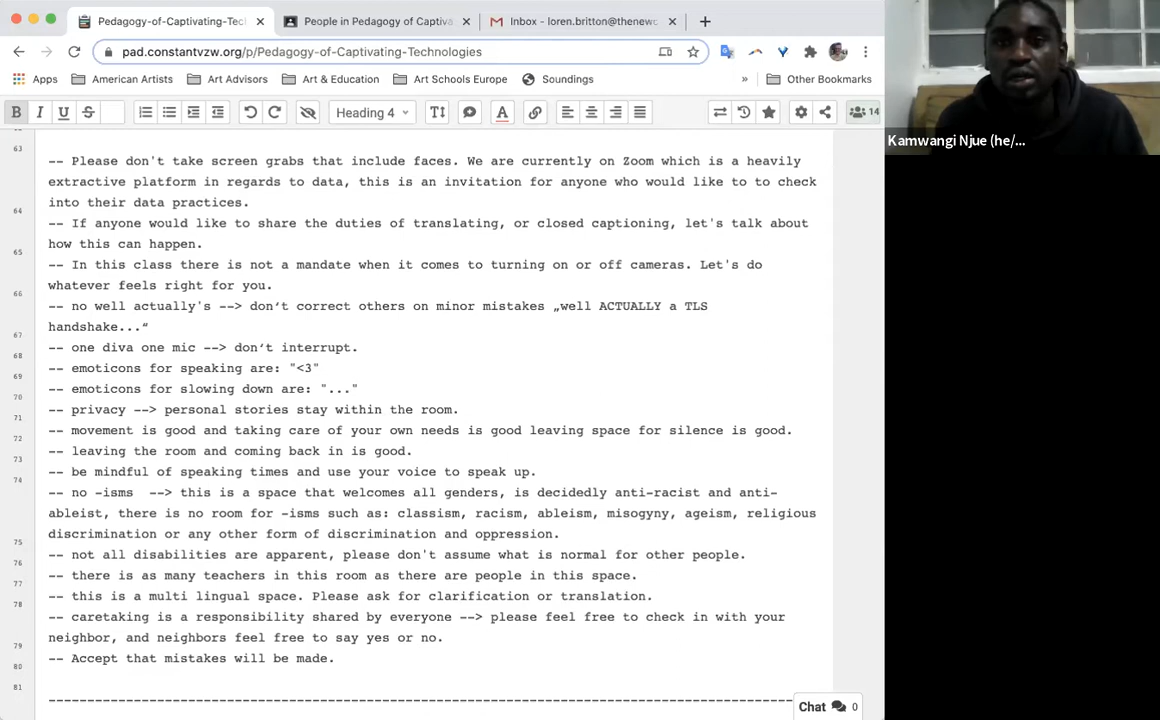 Pedagogy-of-Captivating-Tec
People in Pedagogy of Captiva
Inbox - loren.britton@thenewc
pad.constantvzw.org/p/Pedagogy-of-Captivating-Technologies
Apps
American Artists
Art Advisors
Art & Education
Art Schools Europe
Soundings
»
Other Bookmarks
B I U S
Heading 4
14
63
-- Please don't take screen grabs that include faces. We are currently on Zoom which is a heavily
extractive platform in regards to data, this is an invitation for anyone who would like to to check
into their data practices.
64
-- If anyone would like to share the duties of translating, or closed captioning, let's talk about
how this can happen.
65
-- In this class there is not a mandate when it comes to turning on or off cameras. Let's do
whatever feels right for you.
66
-- no well actually's --> don‘t correct others on minor mistakes „well ACTUALLY a TLS
handshake...“
67
-- one diva one mic --> don‘t interrupt.
68
-- emoticons for speaking are: "<3"
69
-- emoticons for slowing down are: "..."
70
-- privacy --> personal stories stay within the room.
71
-- movement is good and taking care of your own needs is good leaving space for silence is good.
72
-- leaving the room and coming back in is good.
73
-- be mindful of speaking times and use your voice to speak up.
74
-- no -isms  --> this is a space that welcomes all genders, is decidedly anti-racist and anti-
ableist, there is no room for -isms such as: classism, racism, ableism, misogyny, ageism, religious
discrimination or any other form of discrimination and oppression.
75
-- not all disabilities are apparent, please don't assume what is normal for other people.
76
-- there is as many teachers in this room as there are people in this space.
77
-- this is a multi lingual space. Please ask for clarification or translation.
78
-- caretaking is a responsibility shared by everyone --> please feel free to check in with your
neighbor, and neighbors feel free to say yes or no.
79
-- Accept that mistakes will be made.
80
81
Chat 0
Kamwangi Njue (he/...